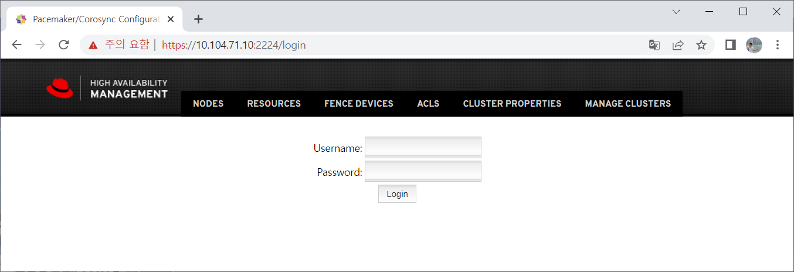 Pacemaker/Corosync Configurat
주의 요함 | https://10.104.71.10:2224/login
HIGH AVAILABILITY
MANAGEMENT
NODES RESOURCES FENCE DEVICES ACLS CLUSTER PROPERTIES MANAGE CLUSTERS
Username:
Password:
Login